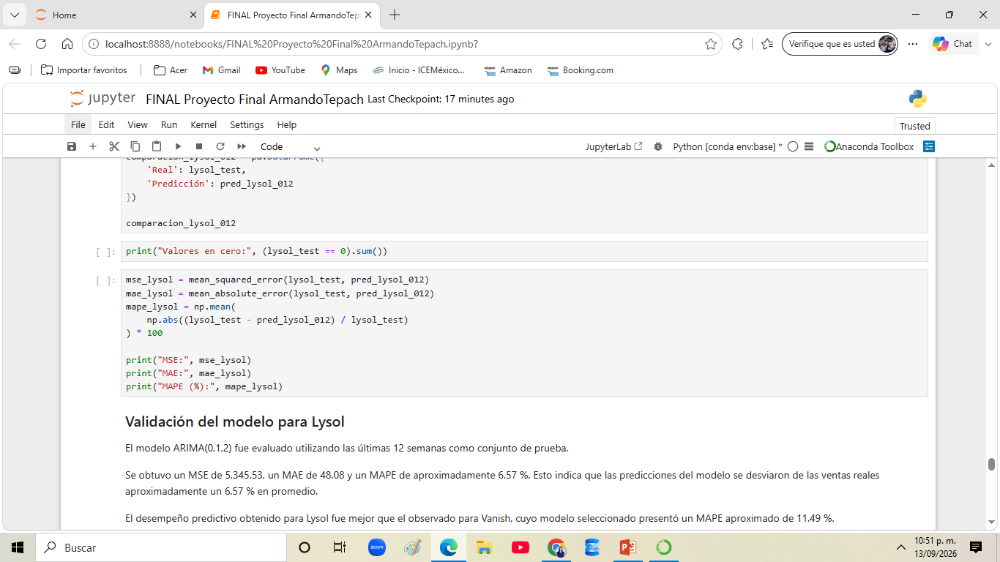 Home
FINAL Proyecto Final ArmandoTepa
localhost:8888/notebooks/FINAL%20Proyecto%20Final%20ArmandoTepach.ipynb?
Verifique que es usted
Chat
Importar favoritos
Acer
Gmail
YouTube
Maps
Inicio - ICEMéxico...
Amazon
Booking.com
jupyter FINAL Proyecto Final ArmandoTepach Last Checkpoint: 17 minutes ago
File Edit View Run Kernel Settings Help
Trusted
Code
JupyterLab
Python [conda env:base] *
Anaconda Toolbox
comparacion_lysol_012 = pd.DataFrame({
'Real': lysol_test,
'Predicción': pred_lysol_012
})
comparacion_lysol_012
[ ]: print("Valores en cero:", (lysol_test == 0).sum())
[ ]: mse_lysol = mean_squared_error(lysol_test, pred_lysol_012)
mae_lysol = mean_absolute_error(lysol_test, pred_lysol_012)
mape_lysol = np.mean(
np.abs((lysol_test - pred_lysol_012) / lysol_test)
) * 100
print("MSE:", mse_lysol)
print("MAE:", mae_lysol)
print("MAPE (%):", mape_lysol)
Validación del modelo para Lysol
El modelo ARIMA(0,1,2) fue evaluado utilizando las últimas 12 semanas como conjunto de prueba.
Se obtuvo un MSE de 5,345.53, un MAE de 48.08 y un MAPE de aproximadamente 6.57 %. Esto indica que las predicciones del modelo se desviaron de las ventas reales
aproximadamente un 6.57 % en promedio.
El desempeño predictivo obtenido para Lysol fue mejor que el observado para Vanish, cuyo modelo seleccionado presentó un MAPE aproximado de 11.49 %.
Buscar
zoom
10:51 p. m.
13/09/2026